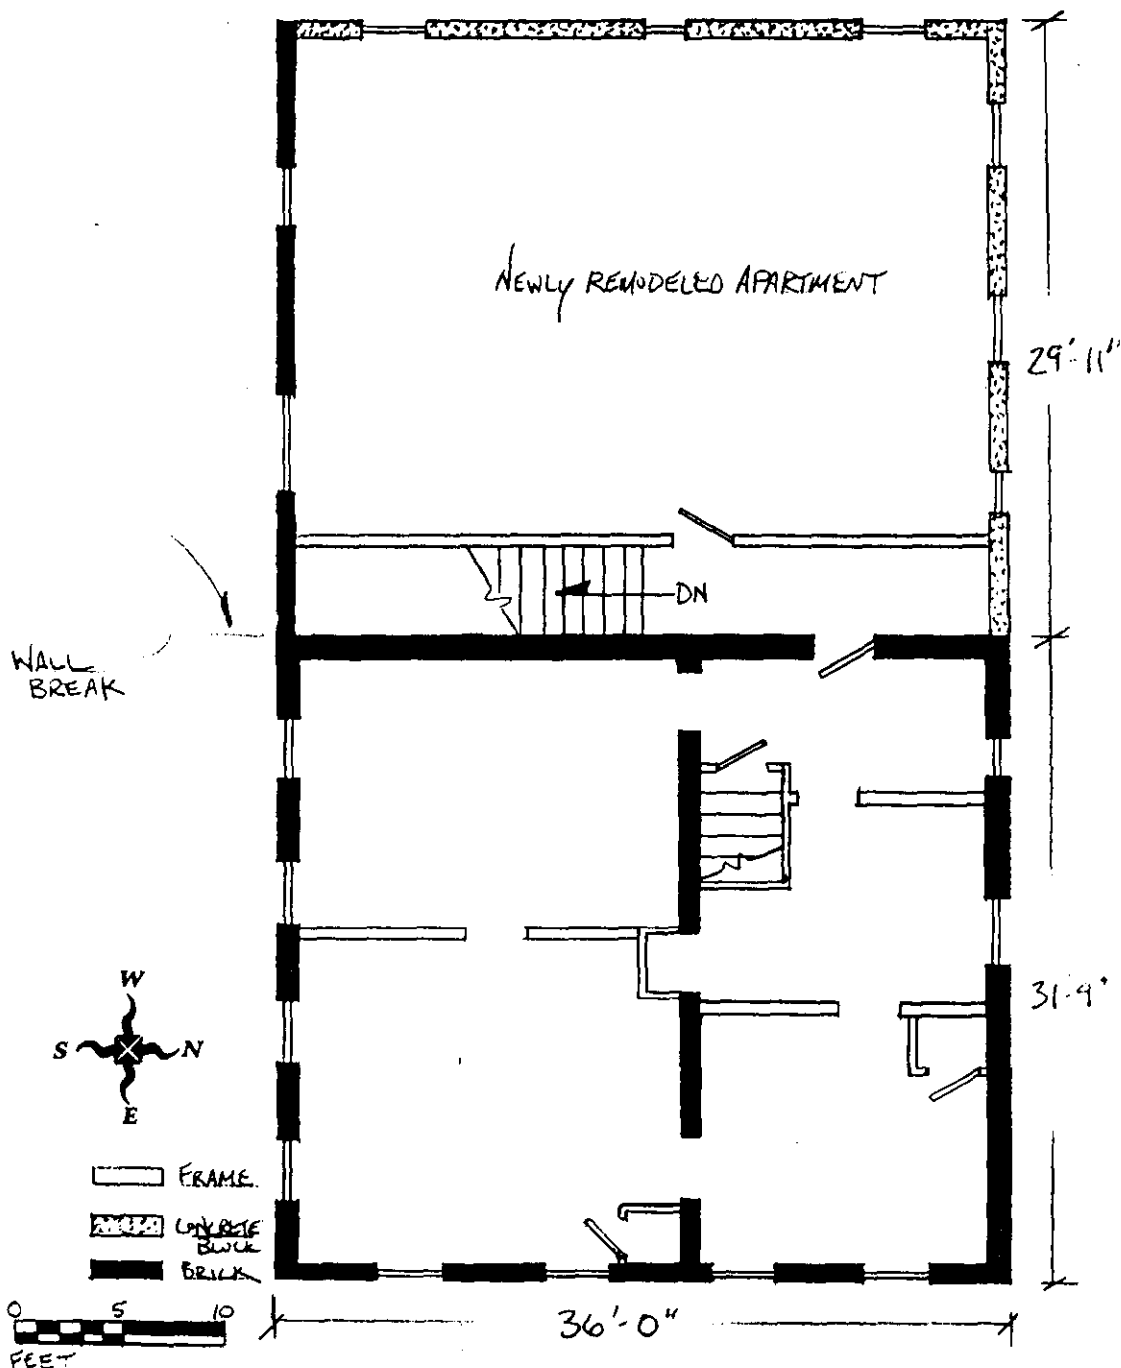 NEWLY REMODELED APARTMENT
29'-11"
DN
WALL
BREAK
W
S
N
E
31-9"
FRAME
CONCRETE
BLOCK
BRICK
0 5 10
FEET
36'-0"